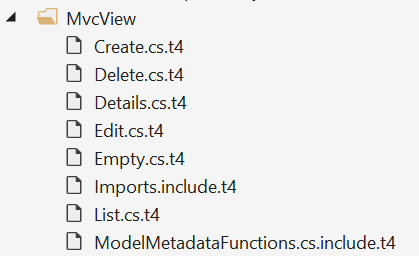 MvcView
Create.cs.t4
Delete.cs.t4
Details.cs.t4
Edit.cs.t4
Empty.cs.t4
Imports.include.t4
List.cs.t4
ModelMetadataFunctions.cs.include.t4